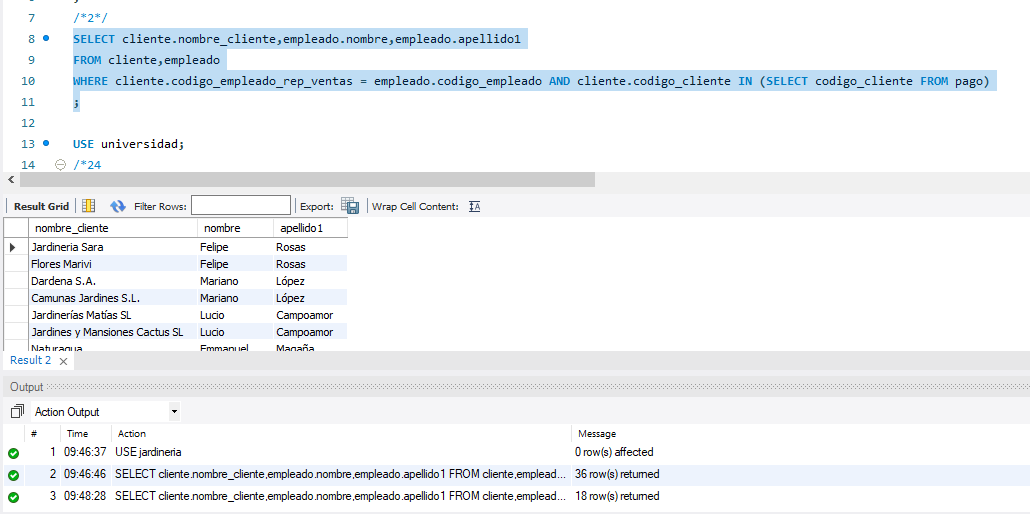 7 /*2*/
8 SELECT cliente.nombre_cliente,empleado.nombre,empleado.apellido1
9 FROM cliente,empleado
10 WHERE cliente.codigo_empleado_rep_ventas = empleado.codigo_empleado AND cliente.codigo_cliente IN (SELECT codigo_cliente FROM pago)
11 ;
12
13 USE universidad;
14 /*24
Result Grid Filter Rows: Export: Wrap Cell Content: IA
nombre_cliente nombre apellido1
Jardineria Sara Felipe Rosas
Flores Marivi Felipe Rosas
Dardena S.A. Mariano López
Camunas Jardines S.L. Mariano López
Jardinerías Matías SL Lucio Campoamor
Jardines y Mansiones Cactus SL Lucio Campoamor
Naturagua Emmanuel Magaña
Result 2
Output
Action Output
# Time Action Message
1 09:46:37 USE jardineria 0 row(s) affected
2 09:46:46 SELECT cliente.nombre_cliente,empleado.nombre,empleado.apellido1 FROM cliente,emplead... 36 row(s) returned
3 09:48:28 SELECT cliente.nombre_cliente,empleado.nombre,empleado.apellido1 FROM cliente,emplead... 18 row(s) returned